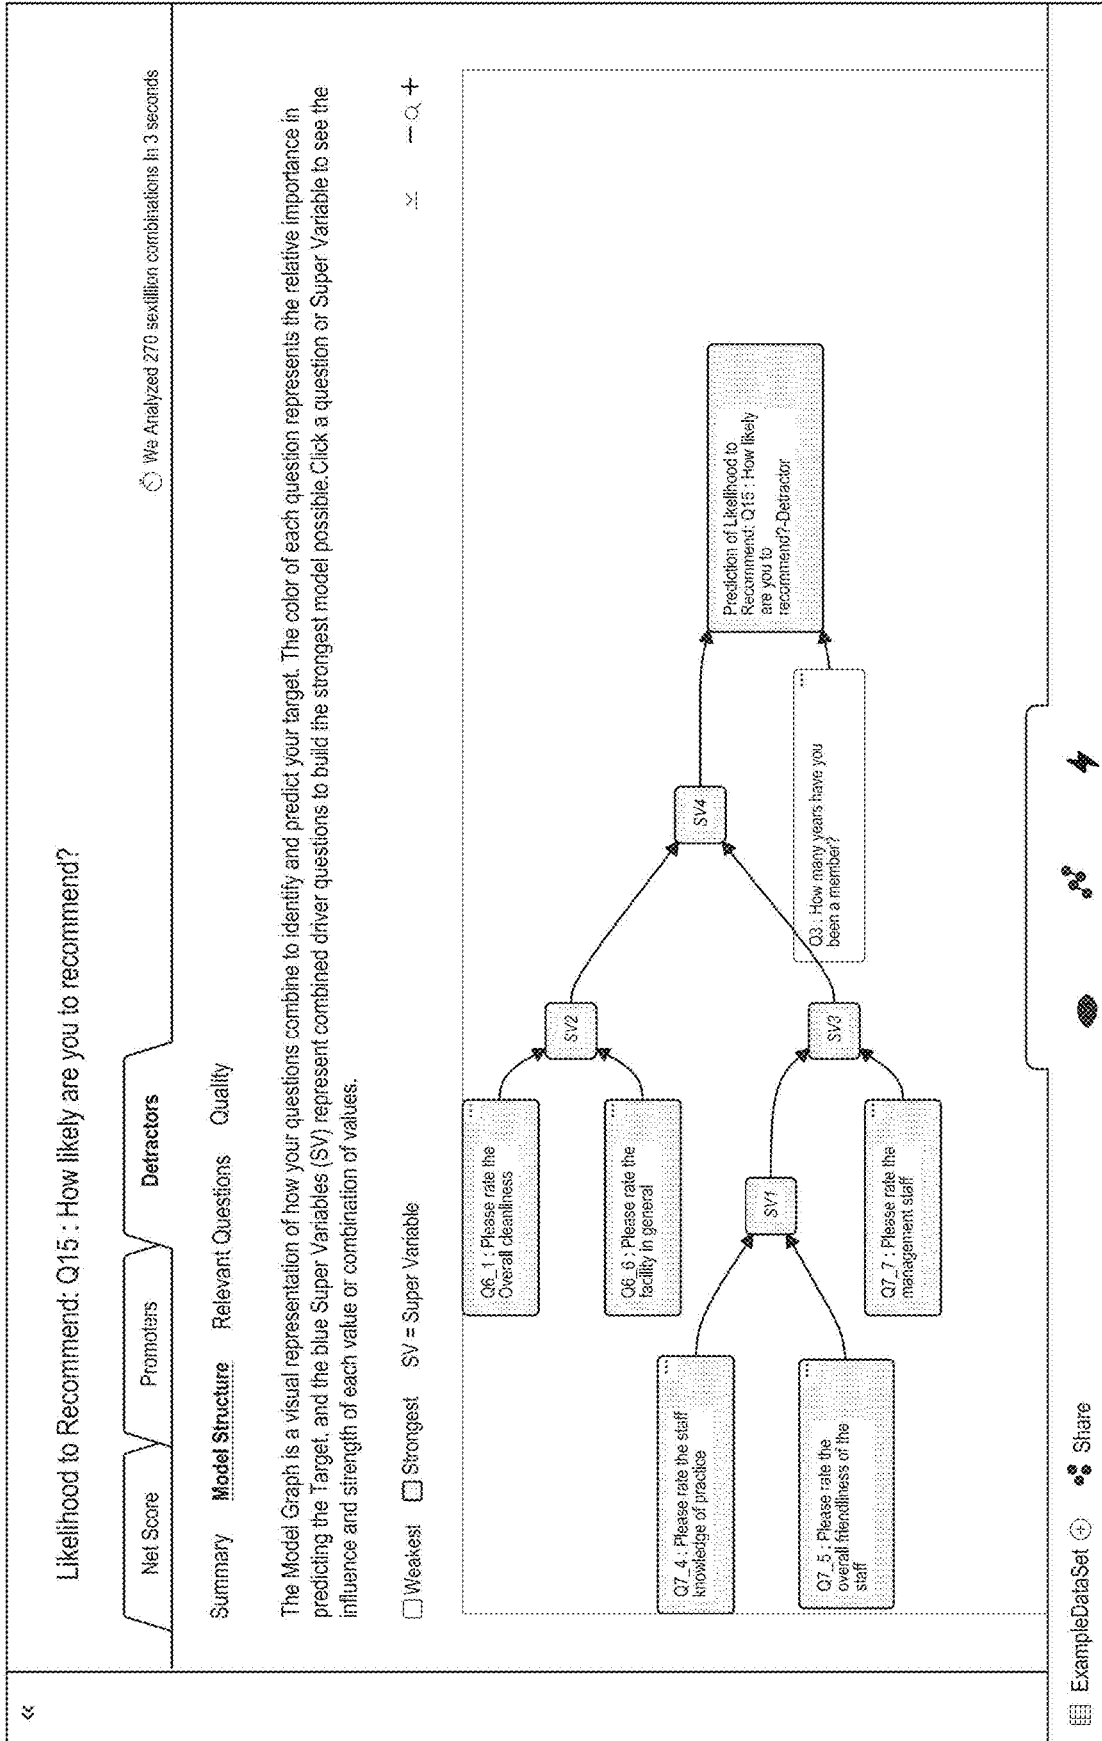 «
Likelihood to Recommend: Q15 : How likely are you to recommend?
Net Score
Promoters
Detractors
We Analyzed 270 sextillion combinations In 3 seconds
Summary
Model Structure
Relevant Questions
Quality
The Model Graph is a visual representation of how your questions combine to identify and predict your target. The color of each question represents the relative importance in
predicting the Target, and the blue Super Variables (SV) represent combined driver questions to build the strongest model possible.Click a question or Super Variable to see the
influence and strength of each value or combination of values.
Weakest
Strongest
SV = Super Variable
Q6_1 : Please rate the
Overall cleanliness
Q6_6 : Please rate the
facility in general
Q7_4 : Please rate the staff
knowledge of practice
Q7_5 : Please rate the
overall friendliness of the
staff
Q7_7 : Please rate the
management staff
SV1
SV2
SV3
SV4
Q3 : How many years have you
been a member?
Prediction of Likelihood to
Recommend: Q15 : How likely
are you to
recommend?-Detractor
ExampleDataSet
Share